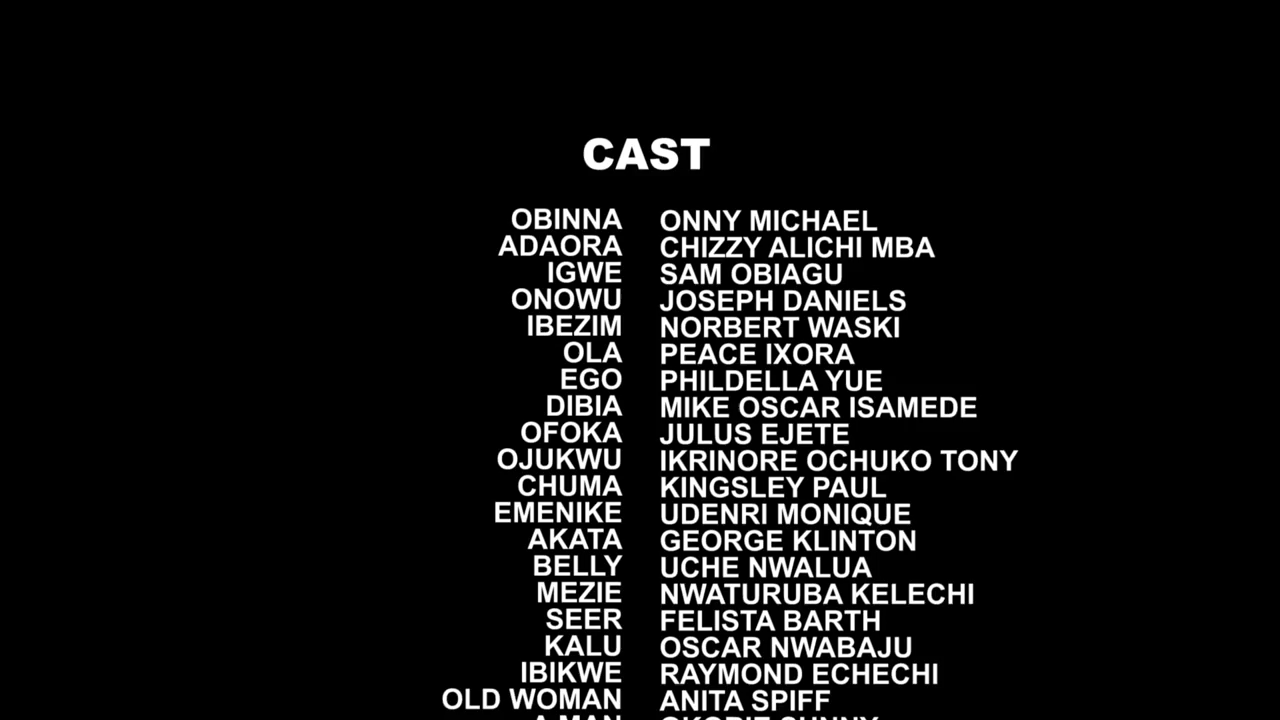 CAST
OBINNA ONNY MICHAEL
ADAORA CHIZZY ALICHI MBA
IGWE SAM OBIAGU
ONOWU JOSEPH DANIELS
IBEZIM NORBERT WASKI
OLA PEACE IXORA
EGO PHILDELLA YUE
DIBIA MIKE OSCAR ISAMEDE
OFOKA JULUS EJETE
OJUKWU IKRINORE OCHUKO TONY
CHUMA KINGSLEY PAUL
EMENIKE UDENRI MONIQUE
AKATA GEORGE KLINTON
BELLY UCHE NWALUA
MEZIE NWATURUBA KELECHI
SEER FELISTA BARTH
KALU OSCAR NWABAJU
IBIKWE RAYMOND ECHECHI
OLD WOMAN ANITA SPIFF